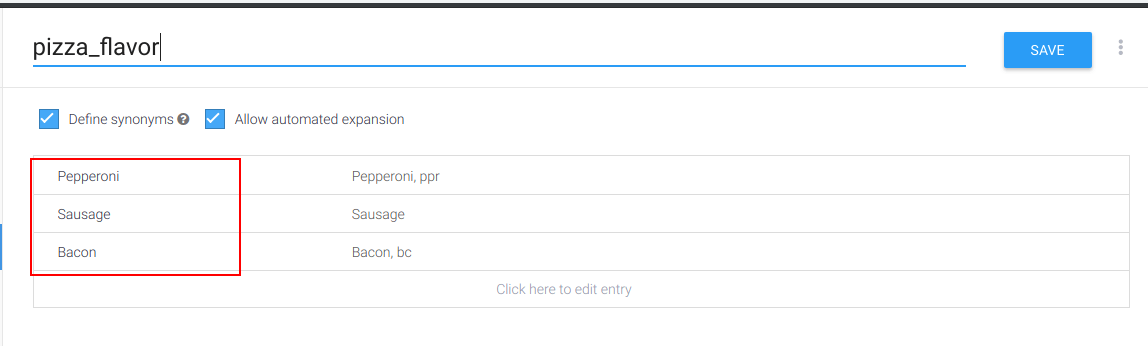 pizza_flavor
SAVE
Define synonyms ?
Allow automated expansion
Pepperoni
Pepperoni, ppr
Sausage
Sausage
Bacon
Bacon, bc
Click here to edit entry